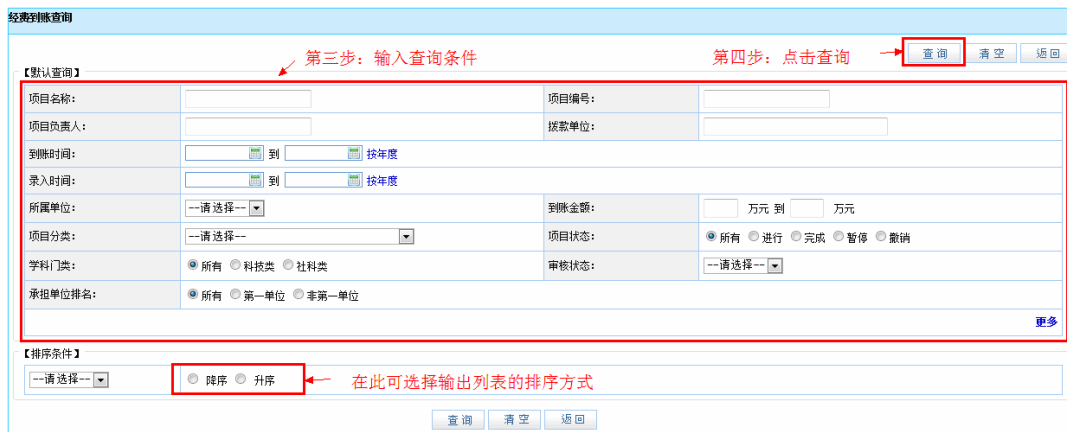 经费到账查询
第三步：输入查询条件 第四步：点击查询 查询 清空 返回
【默认查询】
项目名称： 项目编号：
项目负责人： 拨款单位：
到账时间： 到 按年度
录入时间： 到 按年度
所属单位： --请选择-- 到账金额： 万元 到 万元
项目分类： --请选择-- 项目状态： 所有 进行 完成 暂停 撤销
学科门类： 所有 科技类 社科类 审核状态： --请选择--
承担单位排名： 所有 第一单位 非第一单位
更多
【排序条件】
--请选择-- 降序 升序 在此可选择输出列表的排序方式
查询 清空 返回